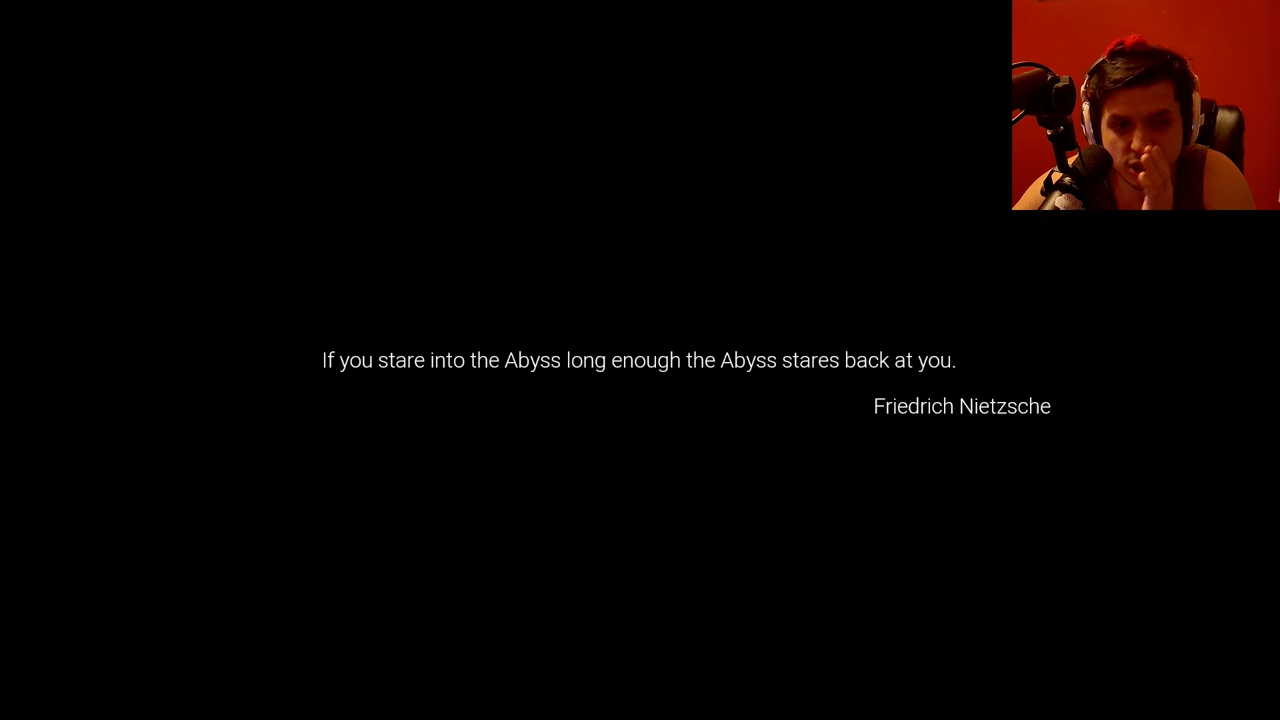 If you stare into the Abyss long enough the Abyss stares back at you.
Friedrich Nietzsche